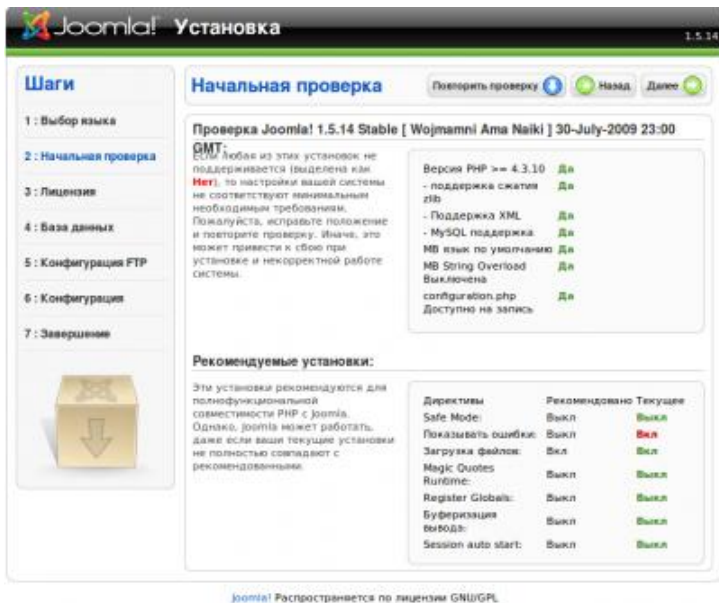 Joomla! Установка
1.5.14
Шаги
1 : Выбор языка
2 : Начальная проверка
3 : Лицензия
4 : База данных
5 : Конфигурация FTP
6 : Конфигурация
7 : Завершение
Начальная проверка
Повторить проверку
Назад
Далее
Проверка Joomla! 1.5.14 Stable [ Wojmamni Ama Naiki ] 30-July-2009 23:00
GMT:
Если любая из этих установок не
поддерживается (выделена как
Нет), то настройки вашей системы
не соответствуют минимальным
необходимым требованиям.
Пожалуйста, исправьте положение
и повторите проверку. Иначе, это
может привести к сбою при
установке и некорректной работе
системы.
Версия PHP >= 4.3.10 Да
- поддержка сжатия Да
zlib
- Поддержка XML Да
- MySQL поддержка Да
MB язык по умолчанию Да
MB String Overload Да
Выключена
configuration.php Да
Доступно на запись
Рекомендуемые установки:
Эти установки рекомендуются для
полнофункциональной
совместимости PHP с Joomla.
Однако, Joomla может работать,
даже если ваши текущие установки
не полностью совпадают с
рекомендованными.
Директивы Рекомендовано Текущее
Safe Mode: Выкл Выкл
Показывать ошибки: Выкл Вкл
Загрузка файлов: Вкл Вкл
Magic Quotes
Runtime: Выкл Выкл
Register Globals: Выкл Выкл
Буферизация
вывода: Выкл Выкл
Session auto start: Выкл Выкл
Joomla! Распространяется по лицензии GNU/GPL